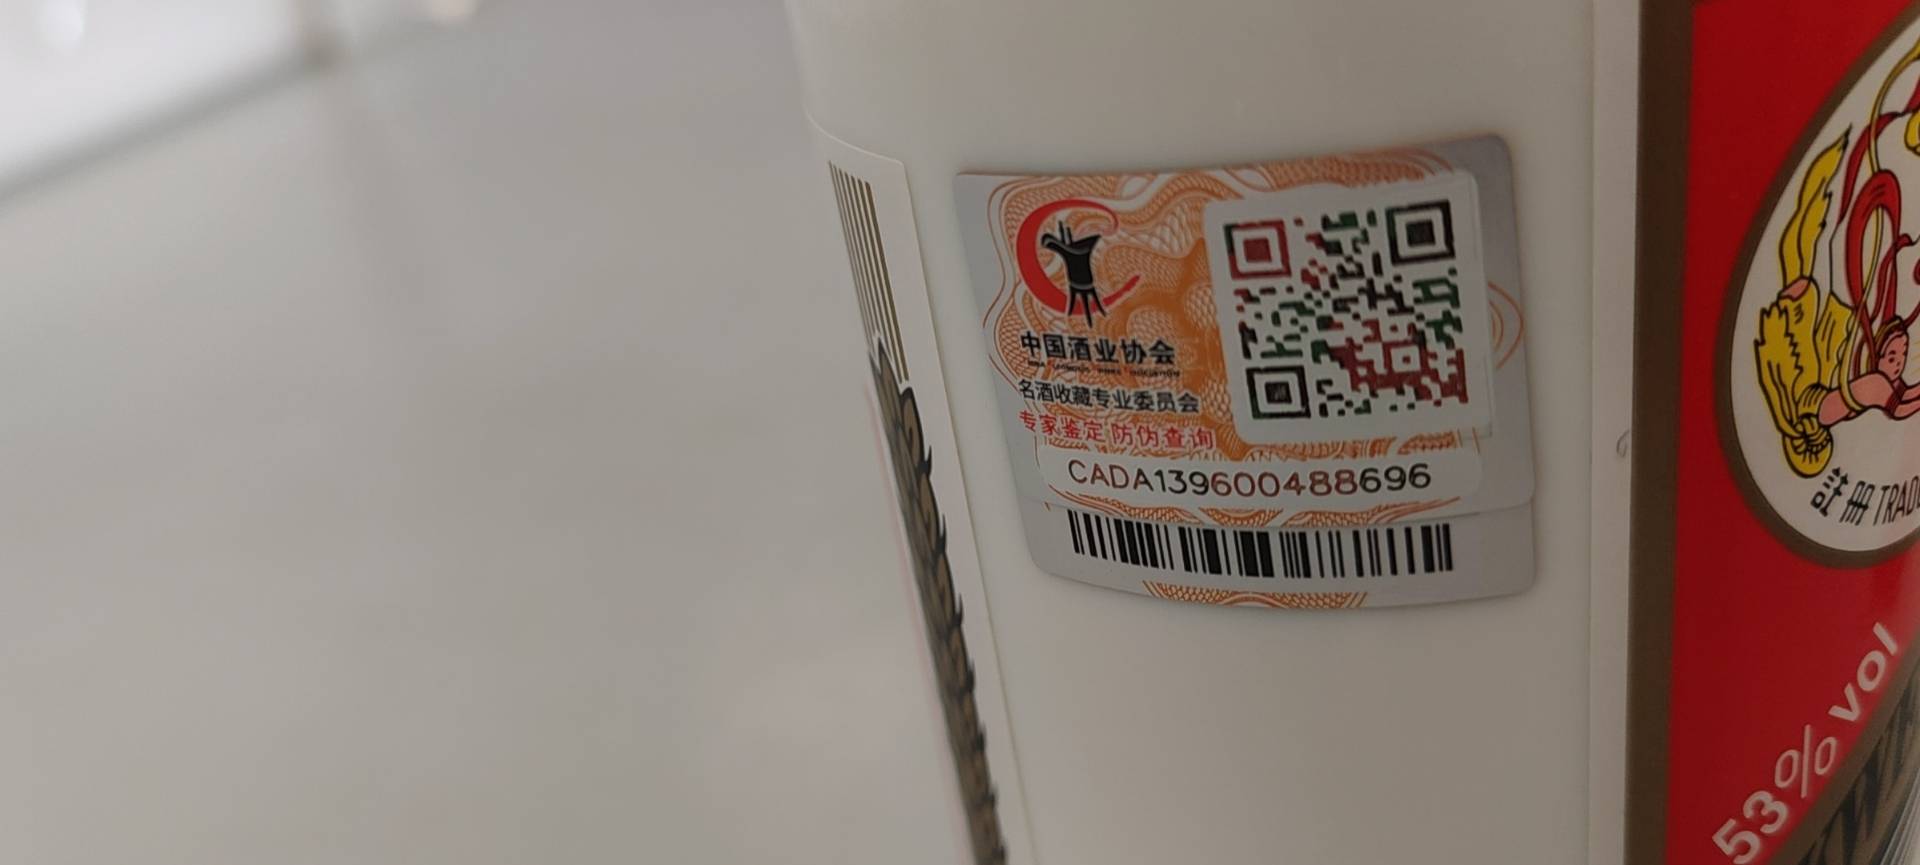 中国酒业协会
名酒收藏专业委员会
专家鉴定 防伪查询
CADA139600488696
註册 TRAD
53% vol